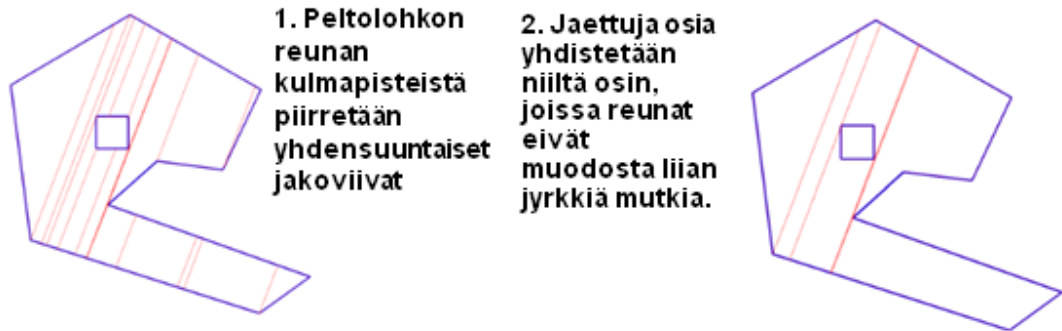 1. Peltolohkon
reunan
kulmapisteistä
piirretään
yhdensuuntaiset
jakoviivat
2. Jaettuja osia
yhdistetään
niiltä osin,
joissa reunat
eivät
muodosta liian
jyrkkiä mutkia.